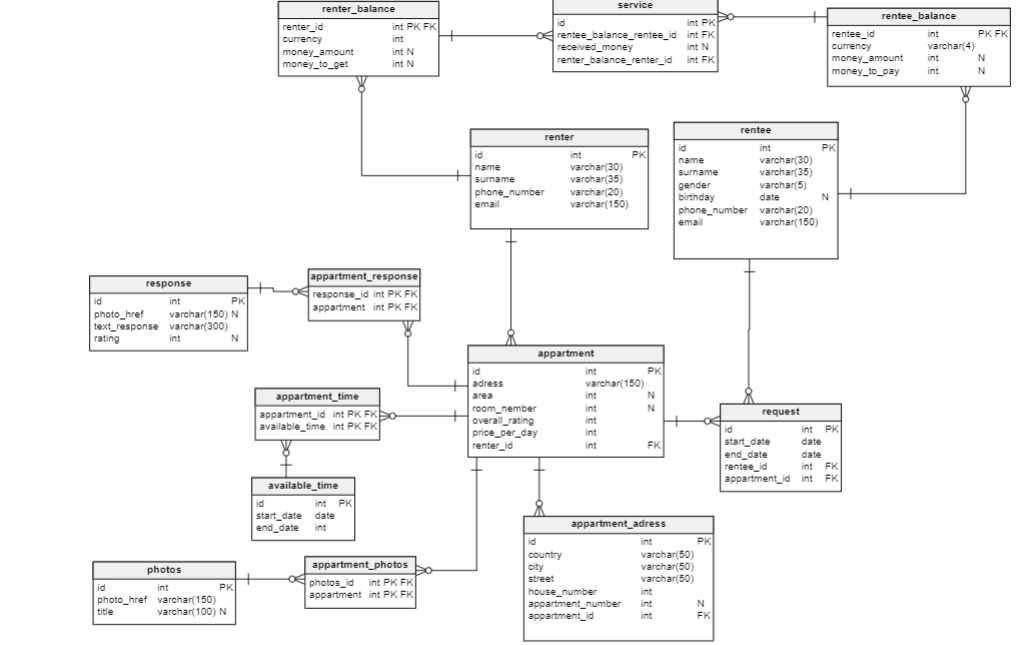 renter_balance
renter_id int PK FK
currency int
money_amount int N
money_to_get int N
service
id int PK
rentee_balance_rentee_id int FK
received_money int N
renter_balance_renter_id int FK
rentee_balance
rentee_id int PK FK
currency varchar(4)
money_amount int N
money_to_pay int N
renter
id int PK
name varchar(30)
surname varchar(35)
phone_number varchar(20)
email varchar(150)
rentee
id int PK
name varchar(30)
surname varchar(35)
gender varchar(5)
birthday date N
phone_number varchar(20)
email varchar(150)
response
id int PK
photo_href varchar(150) N
text_response varchar(300)
rating int N
appartment_response
response_id int PK FK
appartment int PK FK
appartment
id int PK
adress varchar(150)
area int N
room_nember int N
overall_rating int
price_per_day int
renter_id int FK
appartment_time
appartment_id int PK FK
available_time int PK FK
request
id int PK
start_date date
end_date date
rentee_id int FK
appartment_id int FK
available_time
id int PK
start_date date
end_date int
appartment_adress
id int PK
country varchar(50)
city varchar(50)
street varchar(50)
house_number int
appartment_number int N
appartment_id int FK
photos
id int PK
photo_href varchar(150)
title varchar(100) N
appartment_photos
photos_id int PK FK
appartment int PK FK